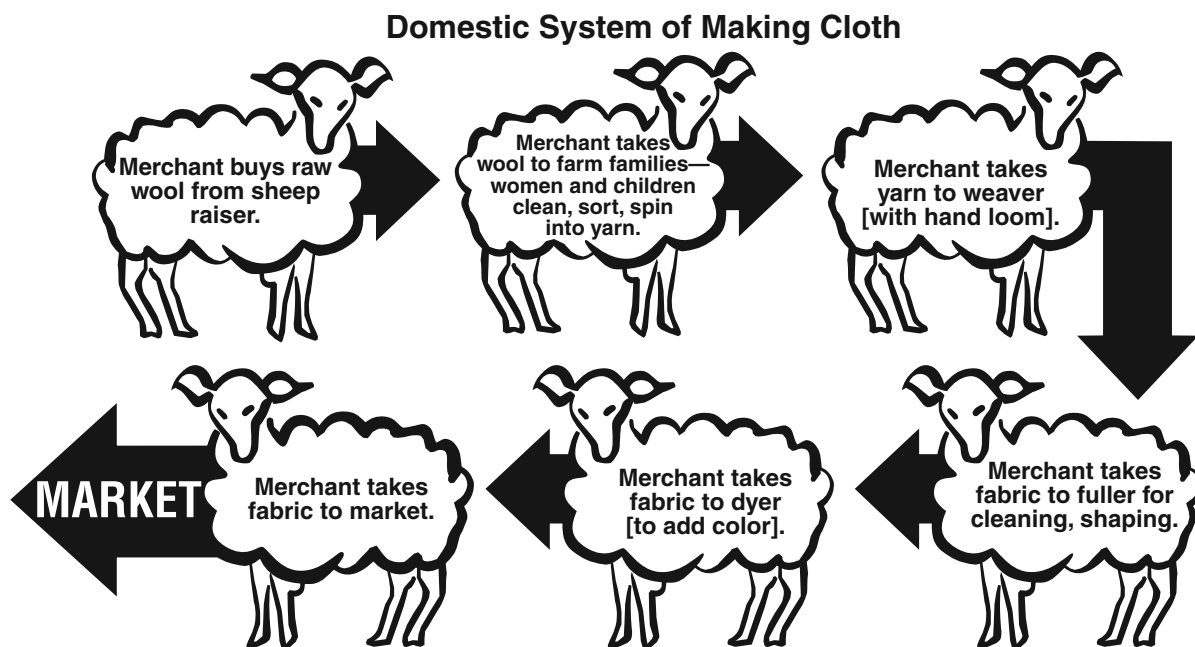 Domestic System of Making Cloth
Merchant buys raw
wool from sheep
raiser.
Merchant takes
wool to farm families—
women and children
clean, sort, spin
into yarn.
Merchant takes
yarn to weaver
[with hand loom].
Merchant takes
fabric to fuller for
cleaning, shaping.
Merchant takes
fabric to dyer
[to add color].
Merchant takes
fabric to market.
MARKET